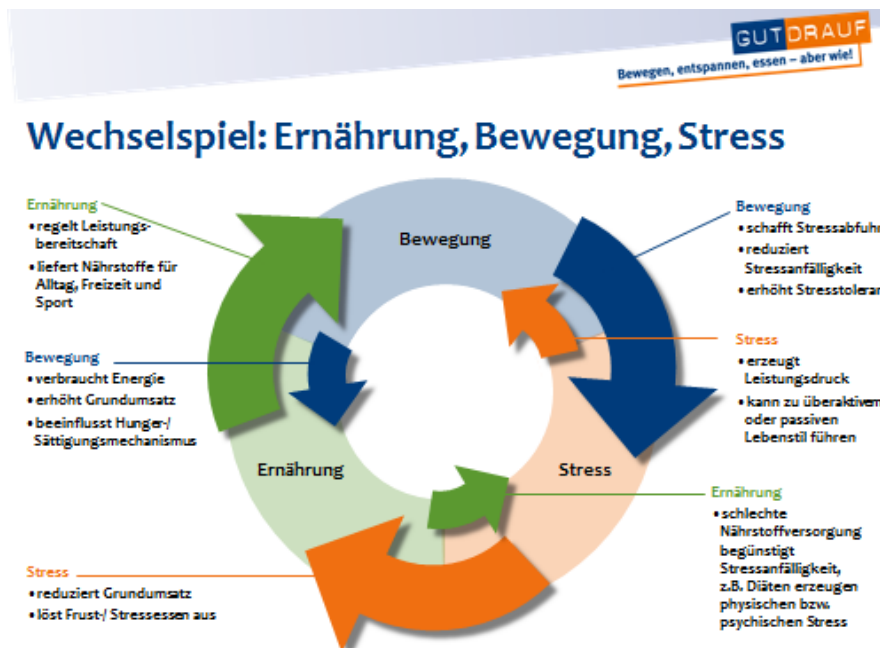 GUT DRAUF
Bewegen, entspannen, essen – aber wie!
Wechselspiel: Ernährung, Bewegung, Stress
Ernährung
• regelt Leistungs-
bereitschaft
• liefert Nährstoffe für
Alltag, Freizeit und
Sport
Bewegung
• verbraucht Energie
• erhöht Grundumsatz
• beeinflusst Hunger-/
Sättigungsmechanismus
Stress
• reduziert Grundumsatz
• löst Frust-/ Stressessen aus
Bewegung
Ernährung
Stress
Bewegung
• schafft Stressabfuhr
• reduziert
Stressanfälligkeit
• erhöht Stresstoleran
Stress
• erzeugt
Leistungsdruck
• kann zu überaktivem
oder passiven
Lebenstil führen
Ernährung
• schlechte
Nährstoffversorgung
begünstigt
Stressanfälligkeit,
z.B. Diäten erzeugen
physischen bzw.
psychischen Stress